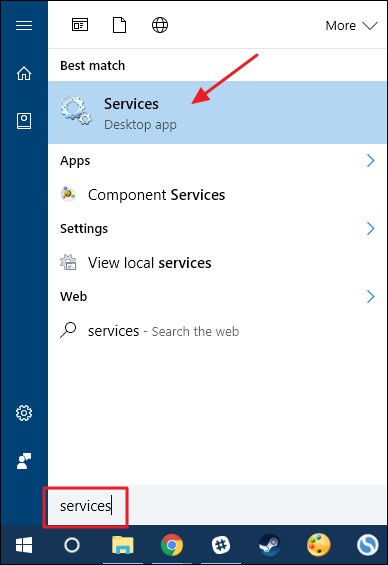 More
Best match
Services
Desktop app
Apps
Component Services
Settings
View local services
Web
services - Search the web
services